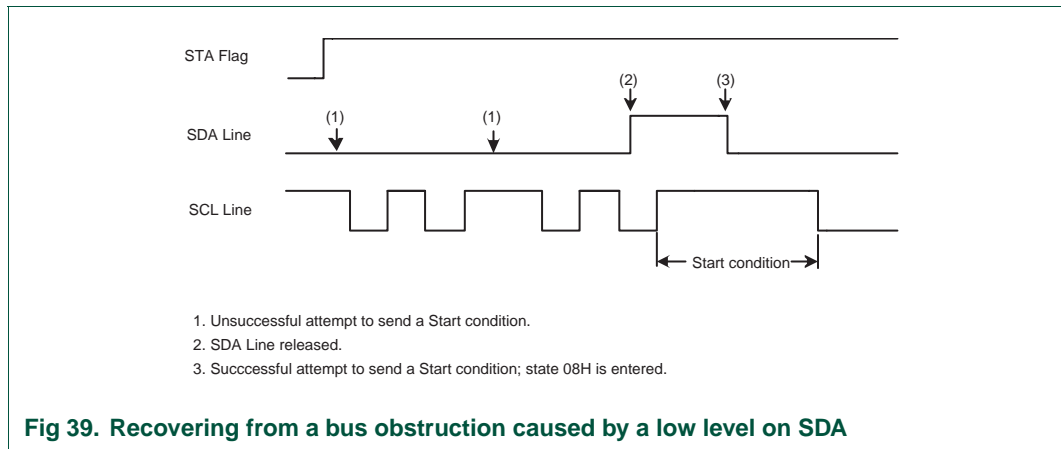 STA Flag
(2) (3)
(1) (1)
SDA Line
SCL Line
Start condition
1. Unsuccessful attempt to send a Start condition.
2. SDA Line released.
3. Succcessful attempt to send a Start condition; state 08H is entered.
Fig 39. Recovering from a bus obstruction caused by a low level on SDA